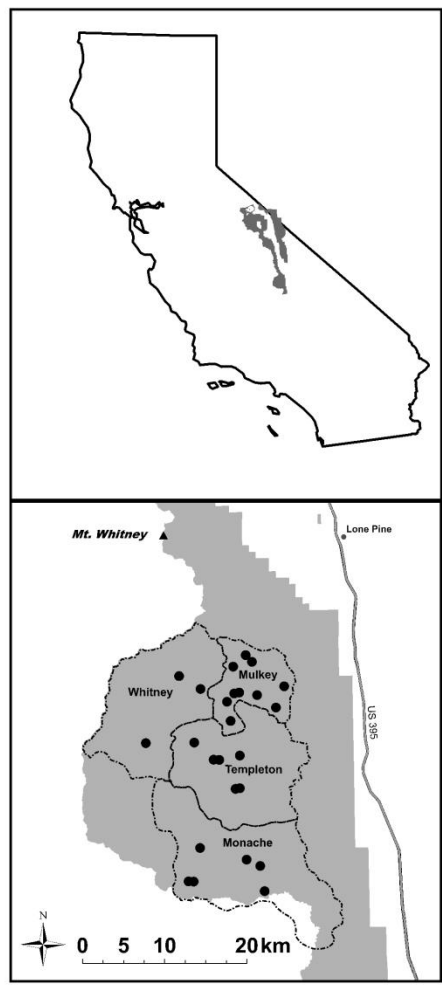 Mt. Whitney
Lone Pine
Mulkey
Whitney
US 395
Templeton
Monache
N
0 5 10 20 km